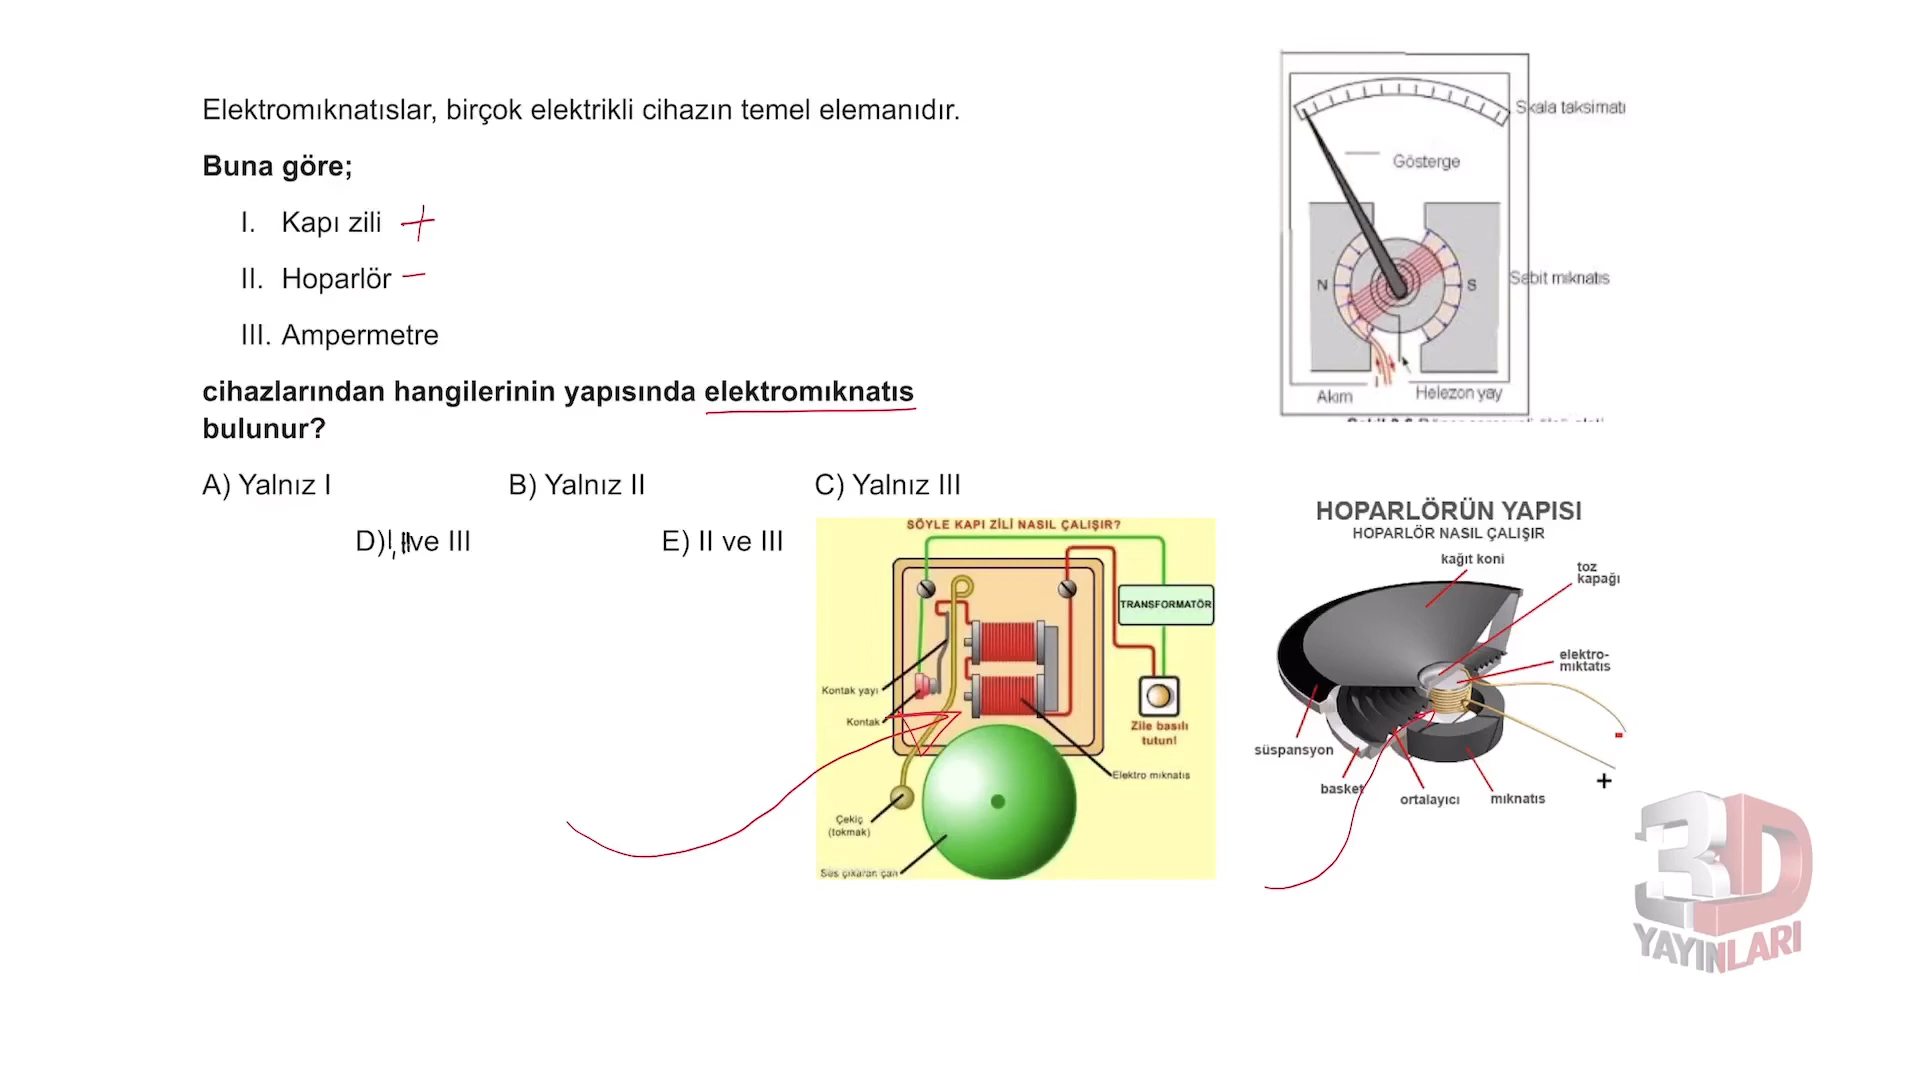 Elektromıknatıslar, birçok elektrikli cihazın temel elemanıdır.
Buna göre;
I. Kapı zili +
II. Hoparlör –
III. Ampermetre
cihazlarından hangilerinin yapısında elektromıknatıs
bulunur?
A) Yalnız I
B) Yalnız II
C) Yalnız III
D) I, II ve III
E) II ve III
Skala taksimatı
Gösterge
N
S
Sabit mıknatıs
Akım
Helezon yay
SÖYLE KAPI ZİLİ NASIL ÇALIŞIR?
TRANSFORMATÖR
Kontak yayı
Kontak
Zile basılı
tutun!
Elektro mıknatıs
Çekiç
(tokmak)
Ses çıkaran çan
HOPARLÖRÜN YAPISI
HOPARLÖR NASIL ÇALIŞIR
kağıt koni
toz
kapağı
elektro-
mıktatıs
süspansyon
basket
ortalayıcı
mıknatıs
-
+
3D
YAYINLARI